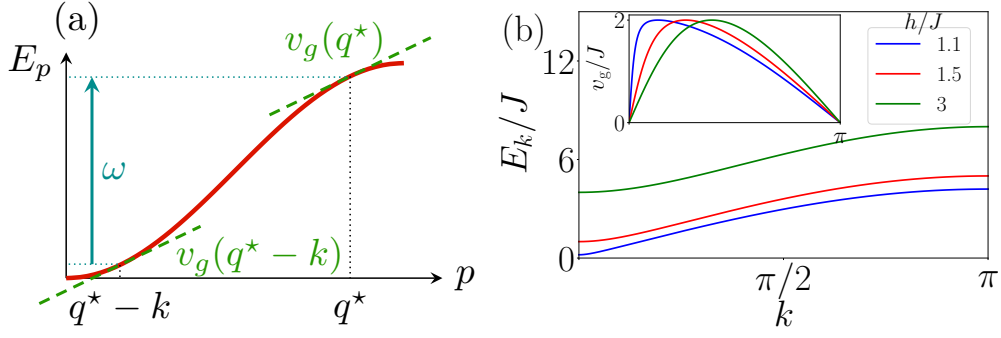 (a)
E_p
v_g(q⋆)
ω
v_g(q⋆ − k)
q⋆ − k
q⋆
p
(b)
E_k/J
12
6
0
π/2
π
k
v_g/J
2
0
π
h/J
1.1
1.5
3